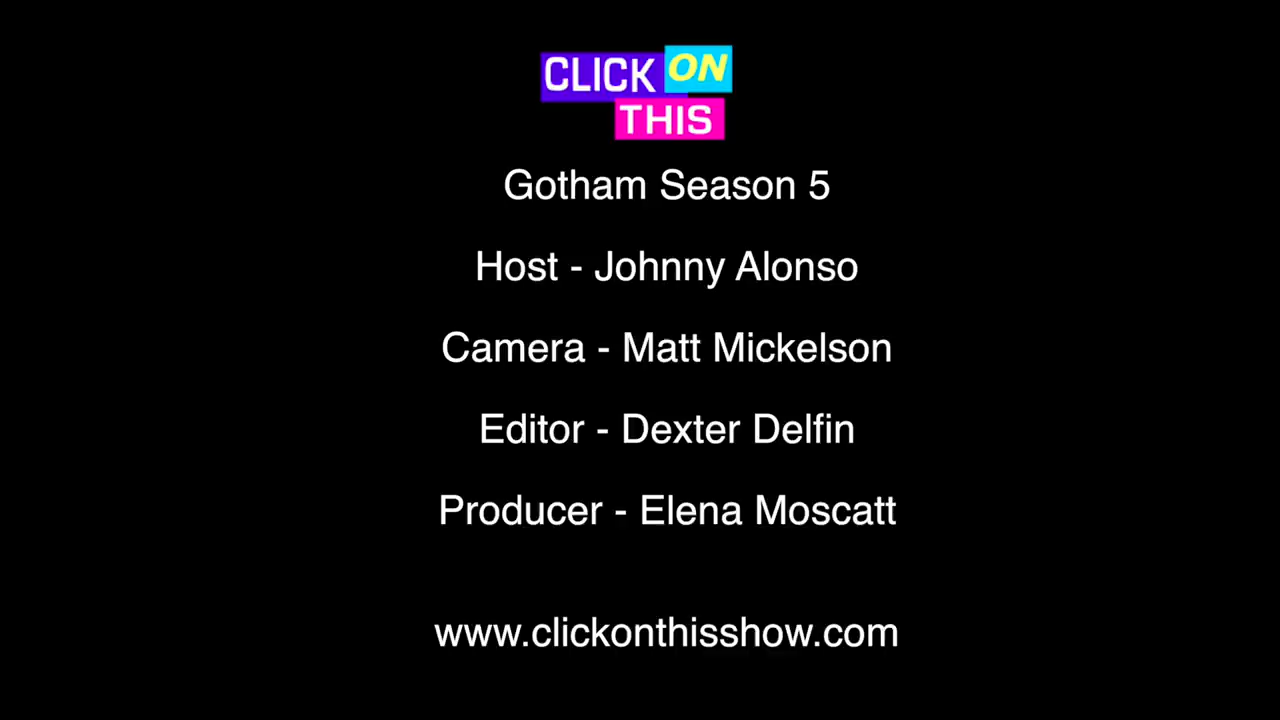 CLICK ON
THIS
Gotham Season 5
Host - Johnny Alonso
Camera - Matt Mickelson
Editor - Dexter Delfin
Producer - Elena Moscatt
www.clickonthisshow.com